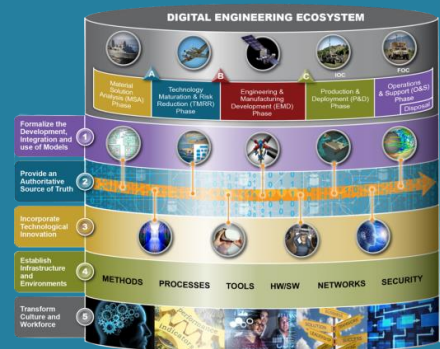 DIGITAL ENGINEERING ECOSYSTEM
IOC
FOC
A
B
C
Material
Solution
Analysis (MSA)
Phase
Technology
Maturation & Risk
Reduction (TMRR)
Phase
Engineering &
Manufacturing
Development (EMD)
Phase
Production &
Deployment (P&D)
Phase
Operations
& Support (O&S)
Phase
Disposal
Formalize the
Development,
Integration and
use of Models
1
Provide an
Authoritative
Source of Truth
2
Incorporate
Technological
Innovation
3
Establish
Infrastructure
and
Environments
4
METHODS PROCESSES TOOLS HW/SW NETWORKS SECURITY
Transform
Culture and
Workforce
5